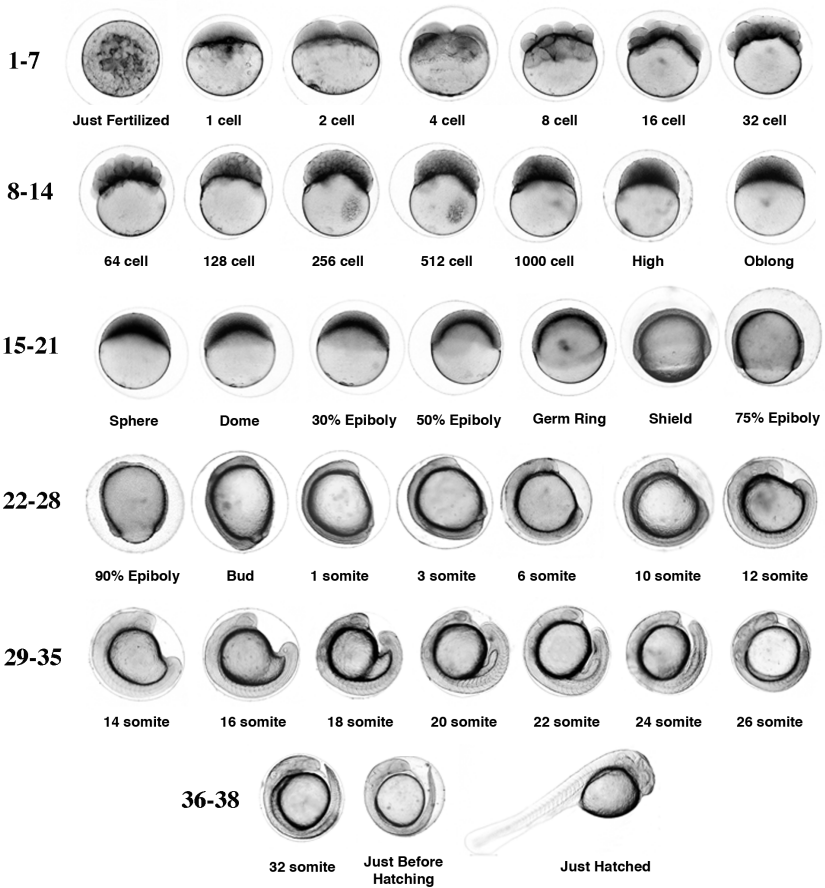 1-7
Just Fertilized 1 cell 2 cell 4 cell 8 cell 16 cell 32 cell
8-14
64 cell 128 cell 256 cell 512 cell 1000 cell High Oblong
15-21
Sphere Dome 30% Epiboly 50% Epiboly Germ Ring Shield 75% Epiboly
22-28
90% Epiboly Bud 1 somite 3 somite 6 somite 10 somite 12 somite
29-35
14 somite 16 somite 18 somite 20 somite 22 somite 24 somite 26 somite
36-38
32 somite Just Before Hatching Just Hatched